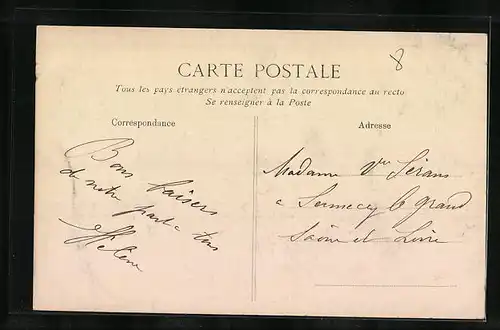 8
CARTE POSTALE
Tous les pays étrangers n'acceptent pas la correspondance au recto
Se renseigner à la Poste
Correspondance
Bons baisers
de notre part a tous
Hélène
Adresse
Madame Vve
a Sennecey le grand
Saône et Loire